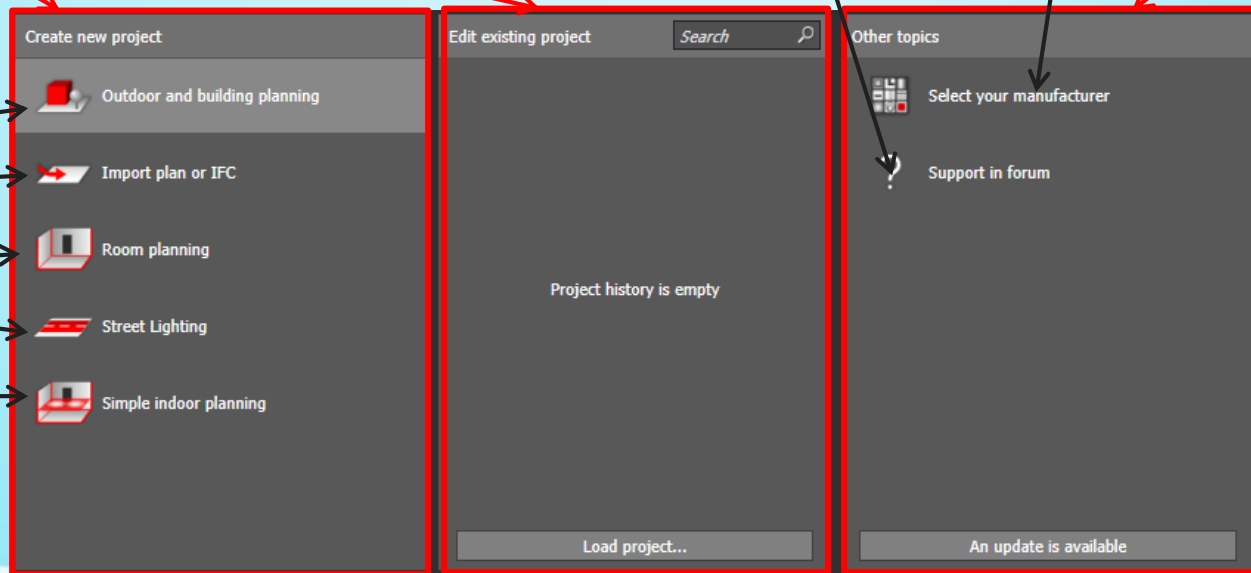 Create new project
Outdoor and building planning
Import plan or IFC
Room planning
Street Lighting
Simple indoor planning
Edit existing project
Search
Project history is empty
Load project...
Other topics
Select your manufacturer
?
Support in forum
An update is available